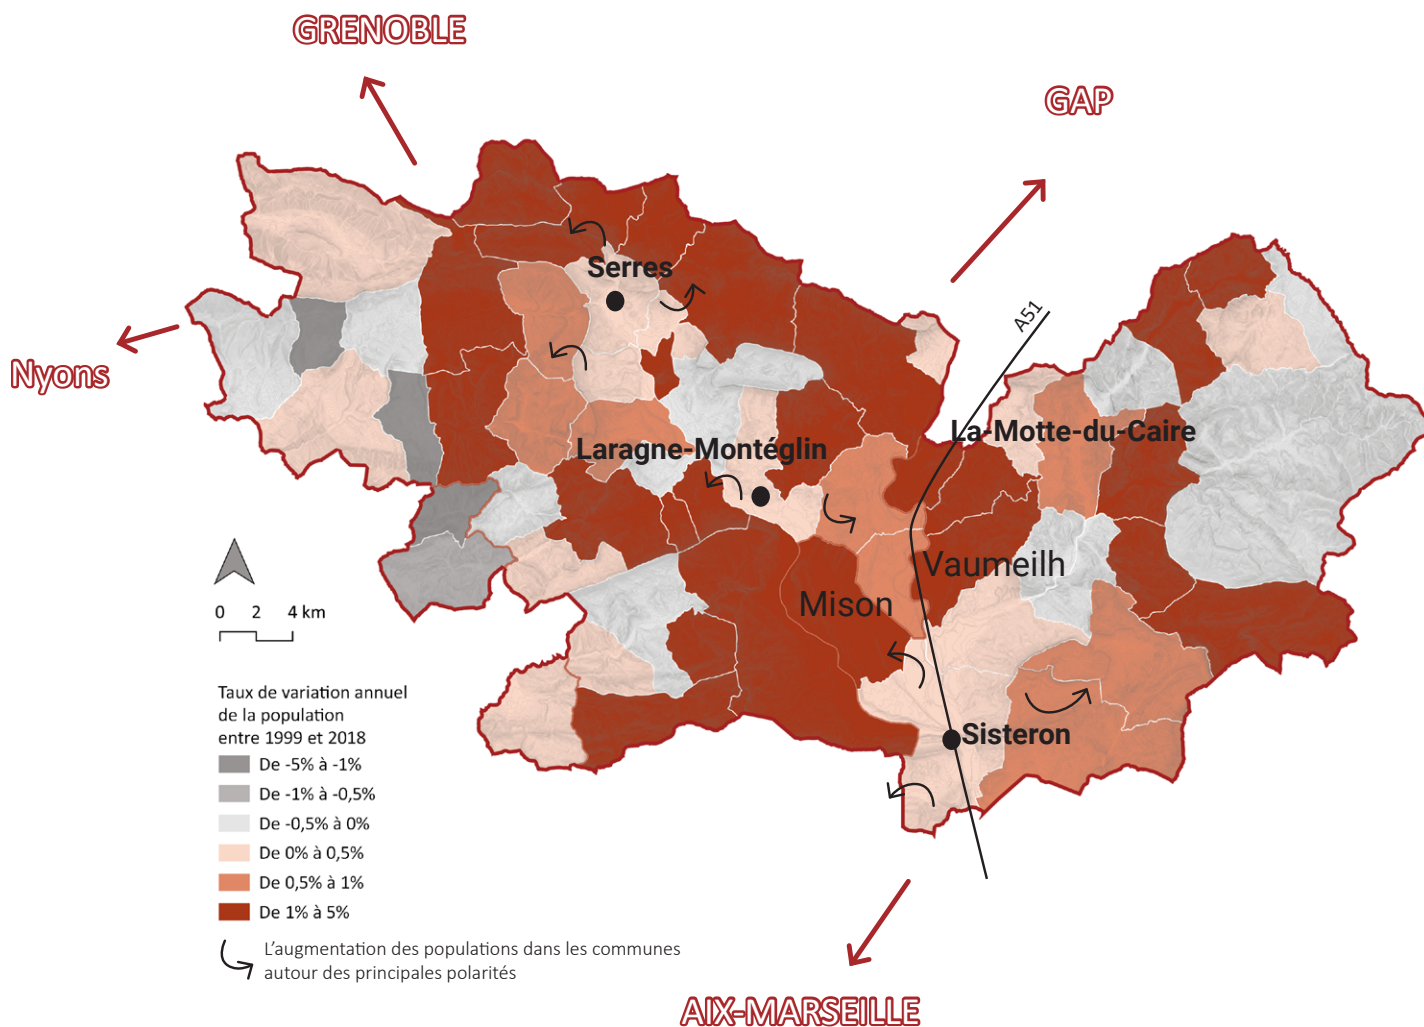 GRENOBLE
GAP
Serres
A51
Nyons
La-Motte-du-Caire
Laragne-Montéglin
Vaumeilh
Mison
0 2 4 km
Sisteron
Taux de variation annuel
de la population
entre 1999 et 2018
De -5% à -1%
De -1% à -0,5%
De -0,5% à 0%
De 0% à 0,5%
De 0,5% à 1%
De 1% à 5%
L'augmentation des populations dans les communes
autour des principales polarités
AIX-MARSEILLE